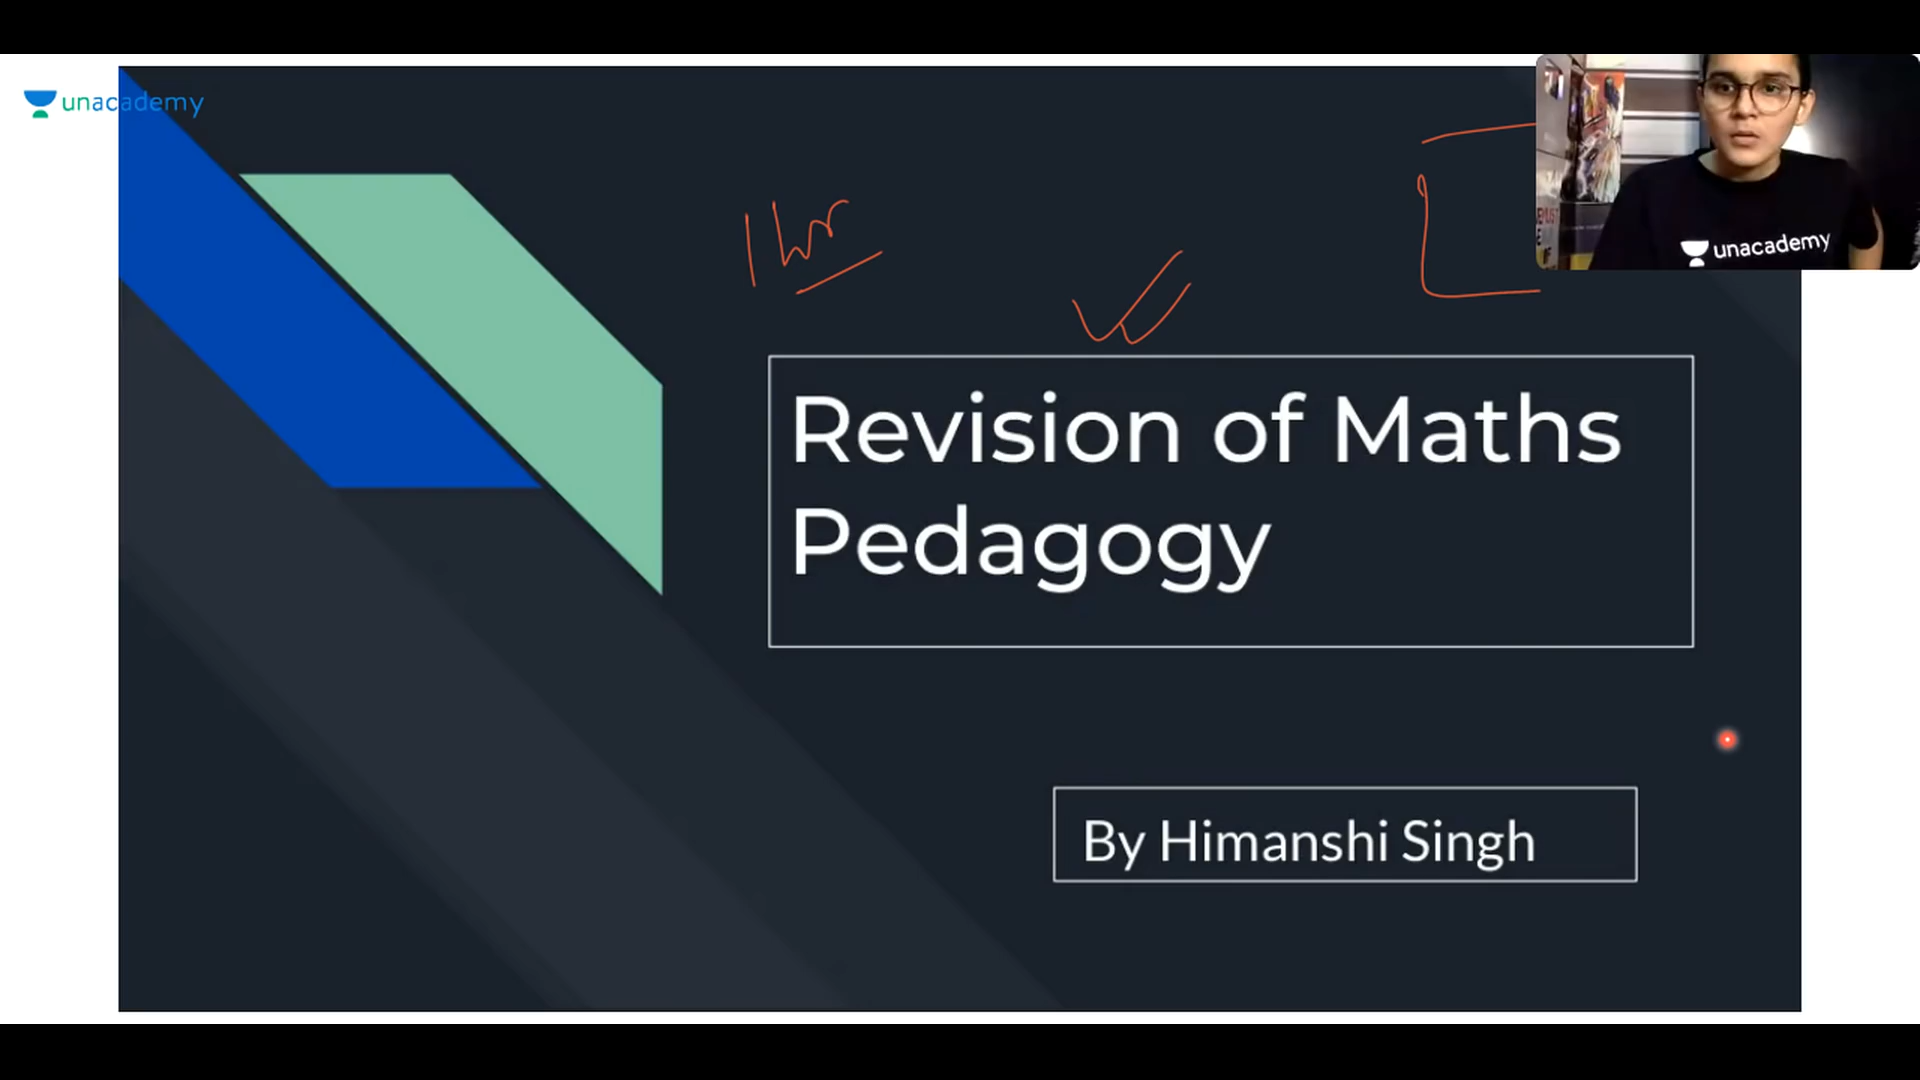 unacademy
1 hr
unacademy
Revision of Maths
Pedagogy
By Himanshi Singh